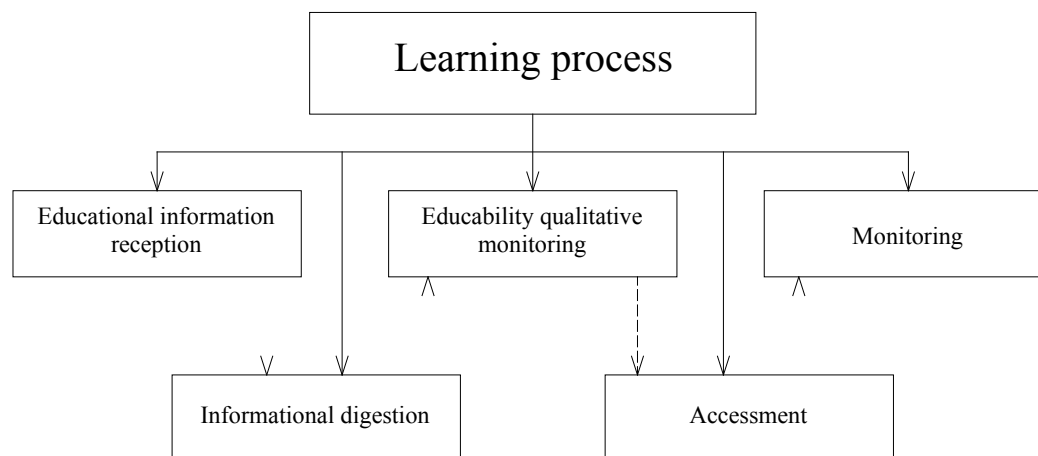 Learning process
Educational information
reception
Educability qualitative
monitoring
Monitoring
Informational digestion
Accessment